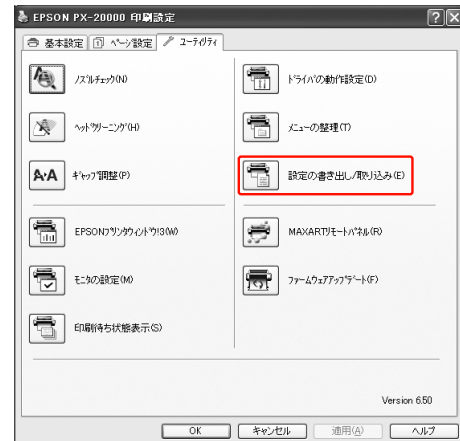 EPSON PX-20000 印刷設定
基本設定 ページ設定 ユーティリティ
ノズルチェック(N)
ドライバの動作設定(D)
ヘッドクリーニング(H)
メニューの整理(T)
ギャップ調整(P)
設定の書き出し/取り込み(E)
EPSONプリンタウィンドウ!3(W)
MAXARTリモートパネル(R)
モニタの設定(M)
ファームウェアアップデート(F)
印刷待ち状態表示(S)
Version 6.50
OK キャンセル 適用(A) ヘルプ